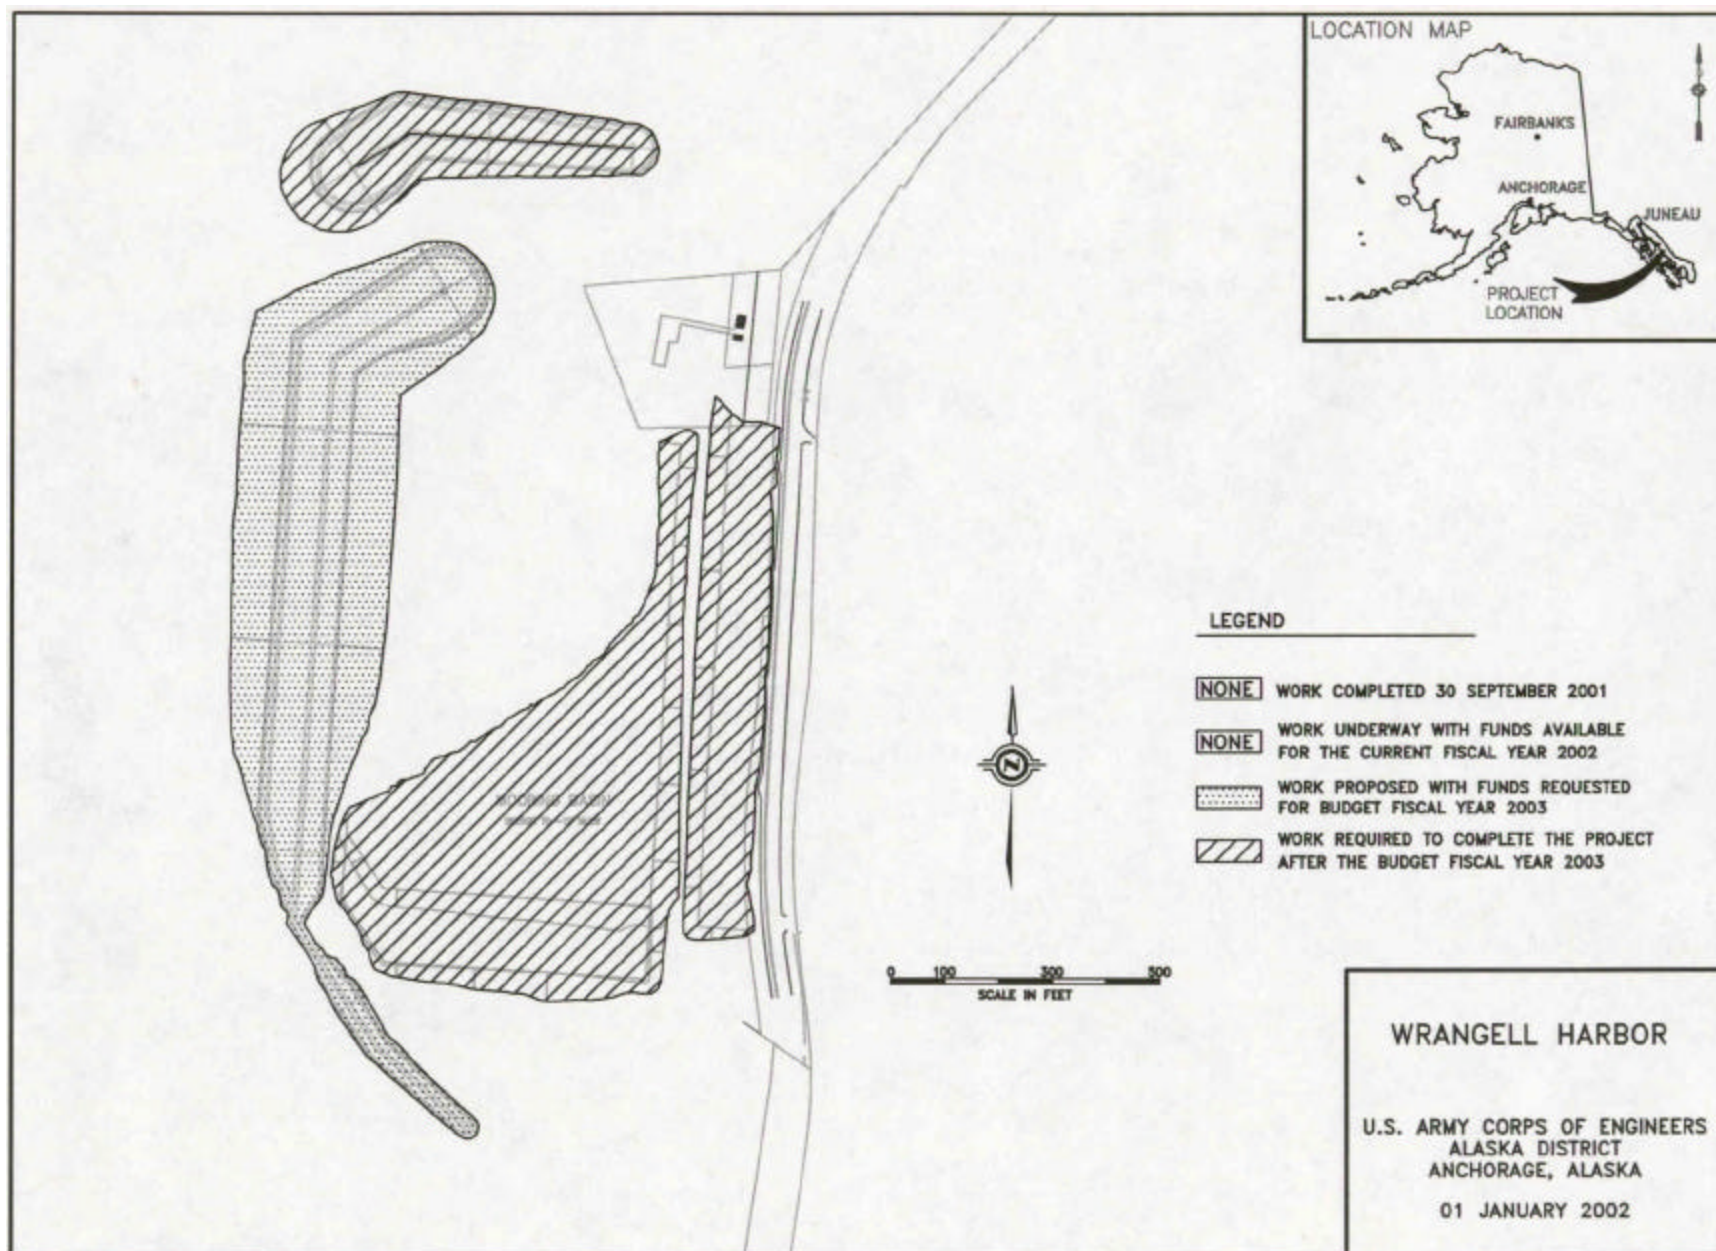 LOCATION MAP
FAIRBANKS
ANCHORAGE
JUNEAU
PROJECT
LOCATION
LEGEND
NONE WORK COMPLETED 30 SEPTEMBER 2001
NONE WORK UNDERWAY WITH FUNDS AVAILABLE
FOR THE CURRENT FISCAL YEAR 2002
WORK PROPOSED WITH FUNDS REQUESTED
FOR BUDGET FISCAL YEAR 2003
WORK REQUIRED TO COMPLETE THE PROJECT
AFTER THE BUDGET FISCAL YEAR 2003
N
MOORING BASIN
0 100 300 500
SCALE IN FEET
WRANGELL HARBOR
U.S. ARMY CORPS OF ENGINEERS
ALASKA DISTRICT
ANCHORAGE, ALASKA
01 JANUARY 2002